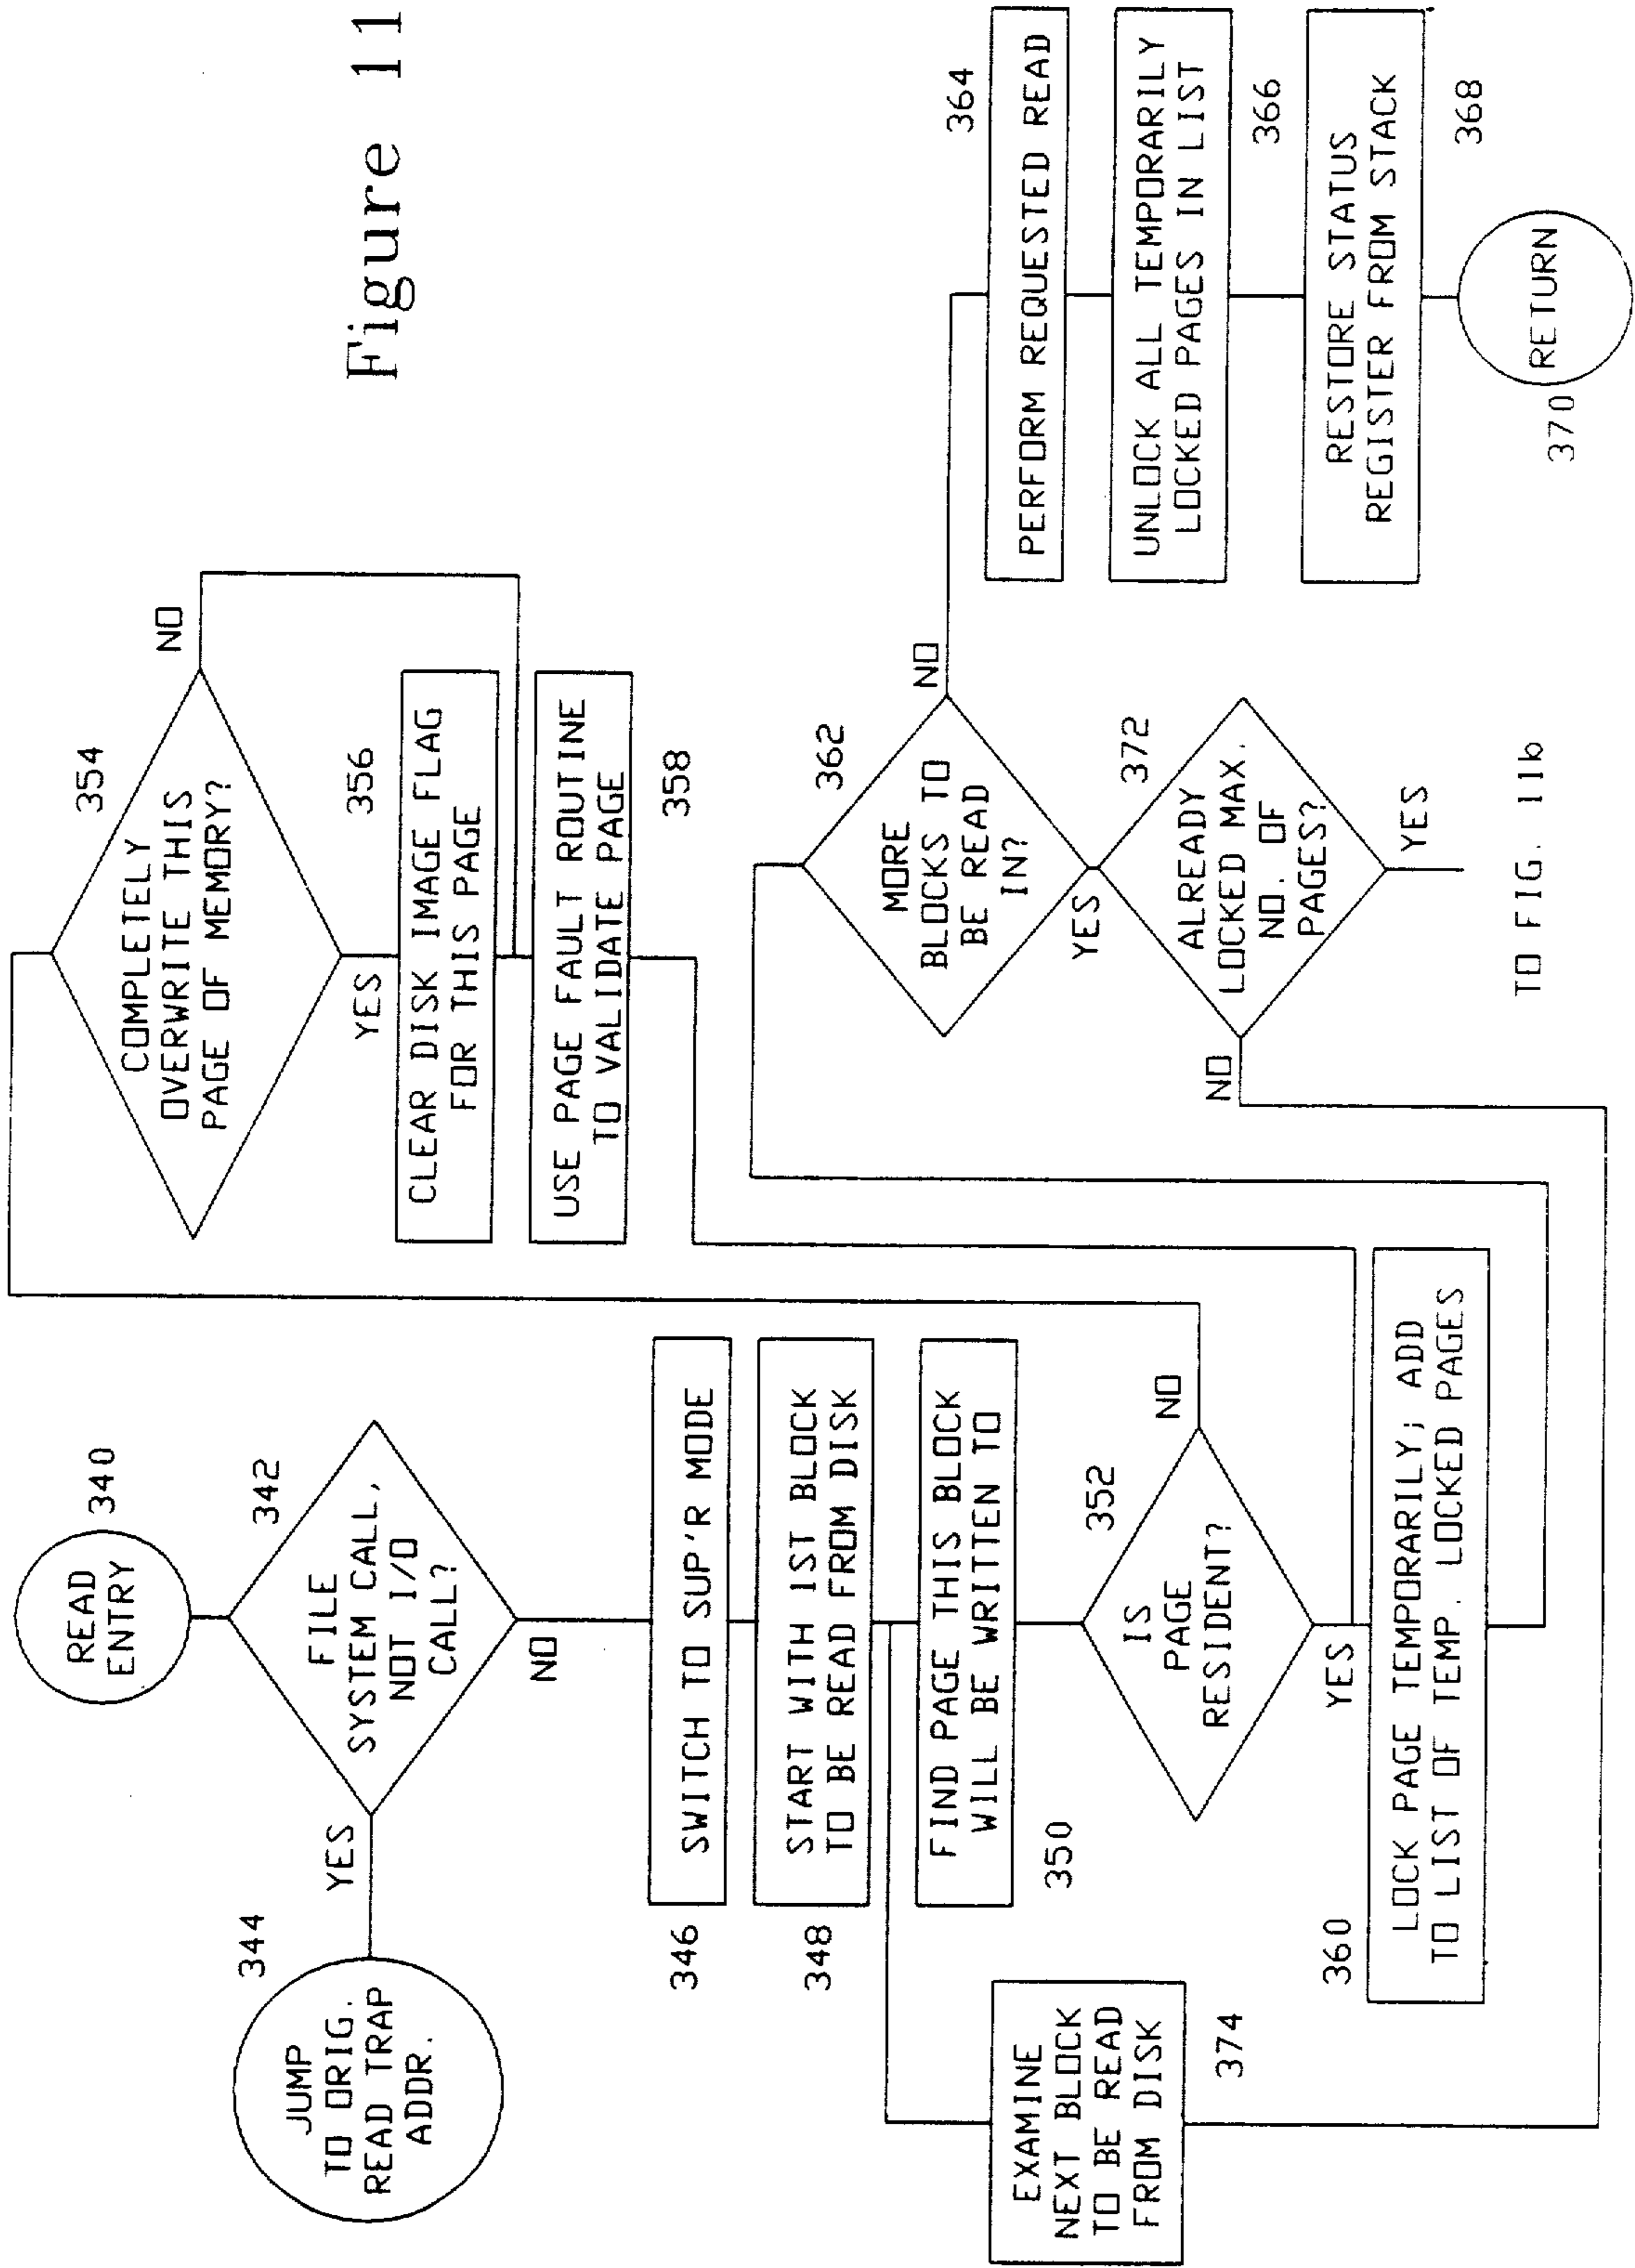 Figure 11
READ
ENTRY
340
342
FILE
SYSTEM CALL,
NOT I/O
CALL?
YES
344
JUMP
TO ORIG.
READ TRAP
ADDR.
NO
346
SWITCH TO SUP'R MODE
348
START WITH 1ST BLOCK
TO BE READ FROM DISK
350
FIND PAGE THIS BLOCK
WILL BE WRITTEN TO
352
IS
PAGE
RESIDENT?
NO
YES
354
COMPLETELY
OVERWRITE THIS
PAGE OF MEMORY?
NO
YES
356
CLEAR DISK IMAGE FLAG
FOR THIS PAGE
USE PAGE FAULT ROUTINE
TO VALIDATE PAGE
358
360
LOCK PAGE TEMPORARILY; ADD
TO LIST OF TEMP. LOCKED PAGES
362
MORE
BLOCKS TO
BE READ
IN?
NO
YES
364
PERFORM REQUESTED READ
UNLOCK ALL TEMPORARILY
LOCKED PAGES IN LIST
366
RESTORE STATUS
REGISTER FROM STACK
368
RETURN
370
372
ALREADY
LOCKED MAX.
NO. OF
PAGES?
NO
YES
TO FIG. 11b
EXAMINE
NEXT BLOCK
TO BE READ
FROM DISK
374